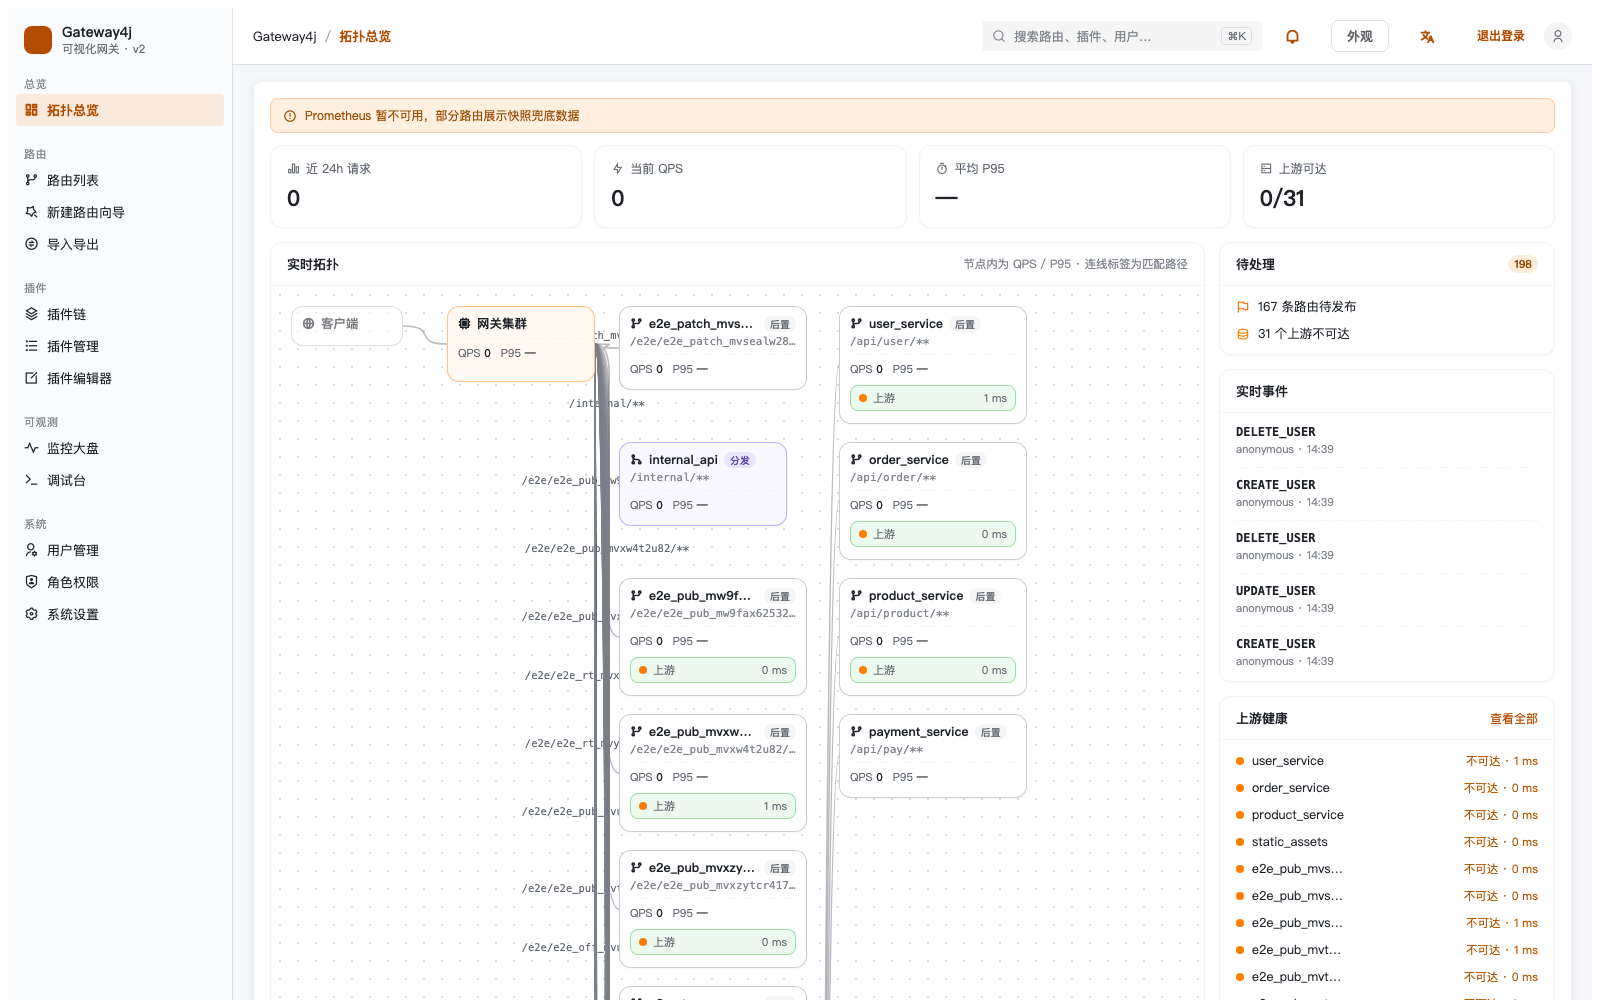 Gateway4j
可视化网关 · v2
总览
拓扑总览
路由
路由列表
新建路由向导
导入导出
插件
插件链
插件管理
插件编辑器
可观测
监控大盘
调试台
系统
用户管理
角色权限
系统设置
Gateway4j / 拓扑总览
搜索路由、插件、用户…
⌘K
外观
退出登录
Prometheus 暂不可用，部分路由展示快照兜底数据
近 24h 请求
0
当前 QPS
0
平均 P95
—
上游可达
0/31
实时拓扑
节点内为 QPS / P95 · 连线标签为匹配路径
客户端
网关集群
QPS 0 P95 —
/internal/**
/e2e/e2e_pub_mvxw4t2u82/**
e2e_patch_mvs... 后置
/e2e/e2e_patch_mvsealw28…
QPS 0 P95 —
internal_api 分发
/internal/**
QPS 0 P95 —
e2e_pub_mw9f... 后置
/e2e/e2e_pub_mw9fax62532…
QPS 0 P95 —
上游 0 ms
e2e_pub_mvxw... 后置
/e2e/e2e_pub_mvxw4t2u82/…
QPS 0 P95 —
上游 1 ms
e2e_pub_mvxzy... 后置
/e2e/e2e_pub_mvxzytcr417…
QPS 0 P95 —
上游 0 ms
user_service 后置
/api/user/**
QPS 0 P95 —
上游 1 ms
order_service 后置
/api/order/**
QPS 0 P95 —
上游 0 ms
product_service 后置
/api/product/**
QPS 0 P95 —
上游 0 ms
payment_service 后置
/api/pay/**
QPS 0 P95 —
待处理 198
167 条路由待发布
31 个上游不可达
实时事件
DELETE_USER
anonymous · 14:39
CREATE_USER
anonymous · 14:39
DELETE_USER
anonymous · 14:39
UPDATE_USER
anonymous · 14:39
CREATE_USER
anonymous · 14:39
上游健康 查看全部
user_service 不可达 · 1 ms
order_service 不可达 · 0 ms
product_service 不可达 · 0 ms
static_assets 不可达 · 0 ms
e2e_pub_mvs... 不可达 · 0 ms
e2e_pub_mvs... 不可达 · 0 ms
e2e_pub_mvs... 不可达 · 1 ms
e2e_pub_mvt... 不可达 · 1 ms
e2e_pub_mvt... 不可达 · 0 ms